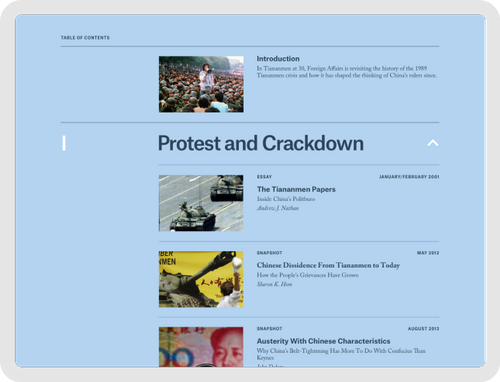 TABLE OF CONTENTS
Introduction
In Tiananmen at 30, Foreign Affairs is revisiting the history of the 1989
Tiananmen crisis and how it has shaped the thinking of China's rulers since.
I
Protest and Crackdown
ESSAY JANUARY/FEBRUARY 2001
The Tiananmen Papers
Inside China's Politburo
Andrew J. Nathan
SNAPSHOT MAY 2012
Chinese Dissidence From Tiananmen to Today
How the People's Grievances Have Grown
Sharon K. Hom
SNAPSHOT AUGUST 2013
Austerity With Chinese Characteristics
Why China's Belt-Tightening Has More To Do With Confucius Than
Keynes